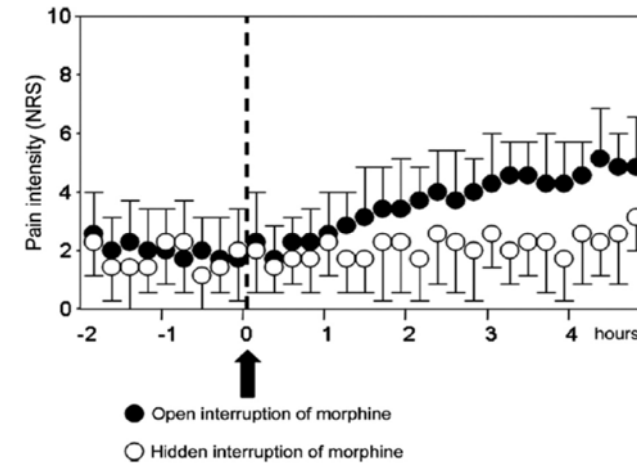 Pain intensity (NRS)
10
8
6
4
2
0
-2 -1 0 1 2 3 4 hours
Open interruption of morphine
Hidden interruption of morphine